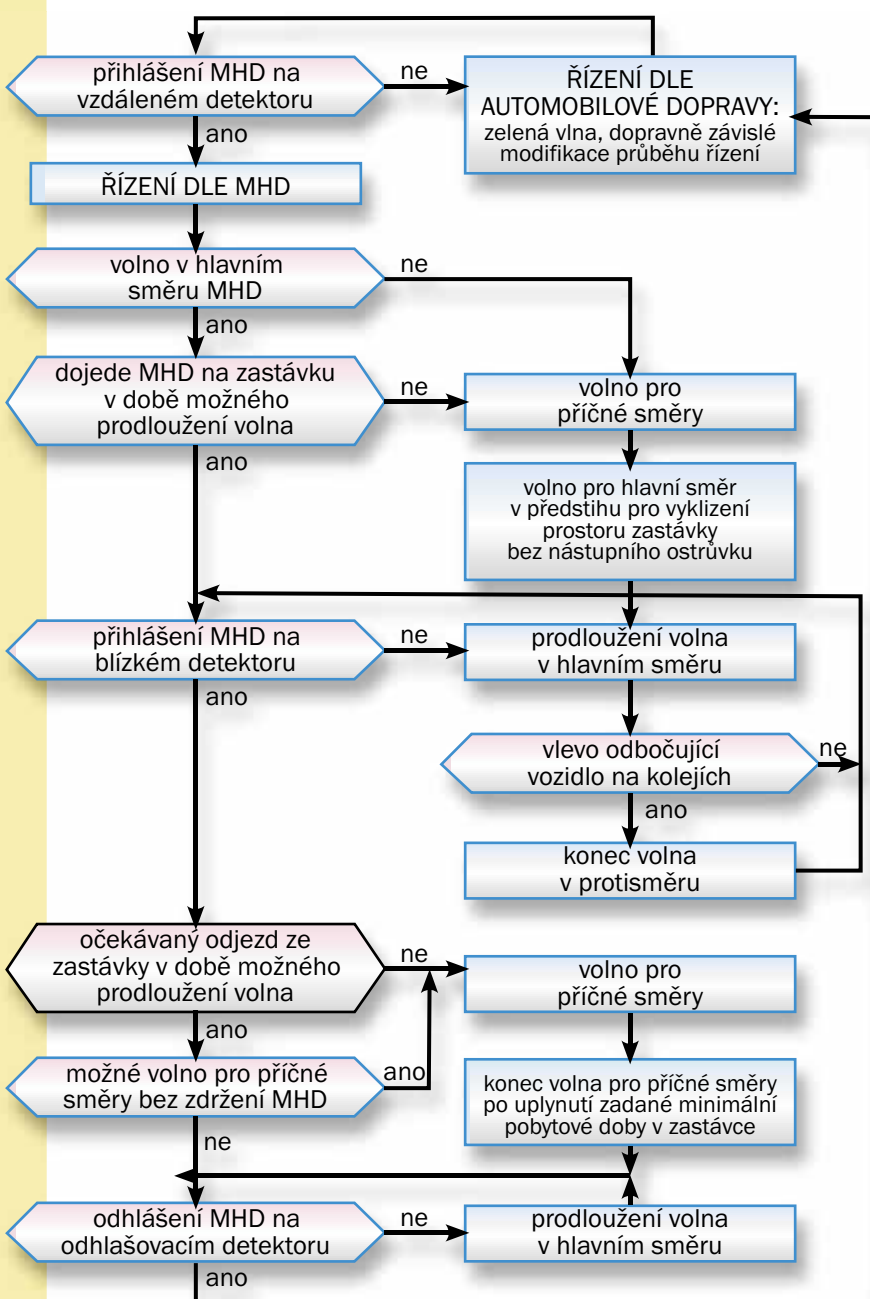 přihlášení MHD na
vzdáleném detektoru
ne
ŘÍZENÍ DLE
AUTOMOBILOVÉ DOPRAVY:
zelená vlna, dopravně závislé
modifikace průběhu řízení
ano
ŘÍZENÍ DLE MHD
volno v hlavním
směru MHD
ne
ano
dojede MHD na zastávku
v době možného
prodloužení volna
ne
volno pro
příčné směry
ano
volno pro hlavní směr
v předstihu pro vyklizení
prostoru zastávky
bez nástupního ostrůvku
přihlášení MHD na
blízkém detektoru
ne
prodloužení volna
v hlavním směru
ano
vlevo odbočující
vozidlo na kolejích
ne
ano
konec volna
v protisměru
očekávaný odjezd ze
zastávky v době možného
prodloužení volna
ne
volno pro
příčné směry
ano
možné volno pro příčné
směry bez zdržení MHD
ano
konec volna pro příčné směry
po uplynutí zadané minimální
pobytové doby v zastávce
ne
odhlášení MHD na
odhlašovacím detektoru
ne
prodloužení volna
v hlavním směru
ano